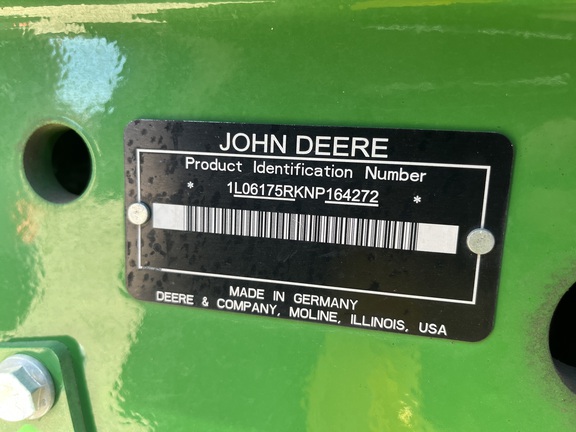 JOHN DEERE
Product Identification Number
* 1L06175RKNP164272 *
MADE IN GERMANY
DEERE & COMPANY, MOLINE, ILLINOIS, USA